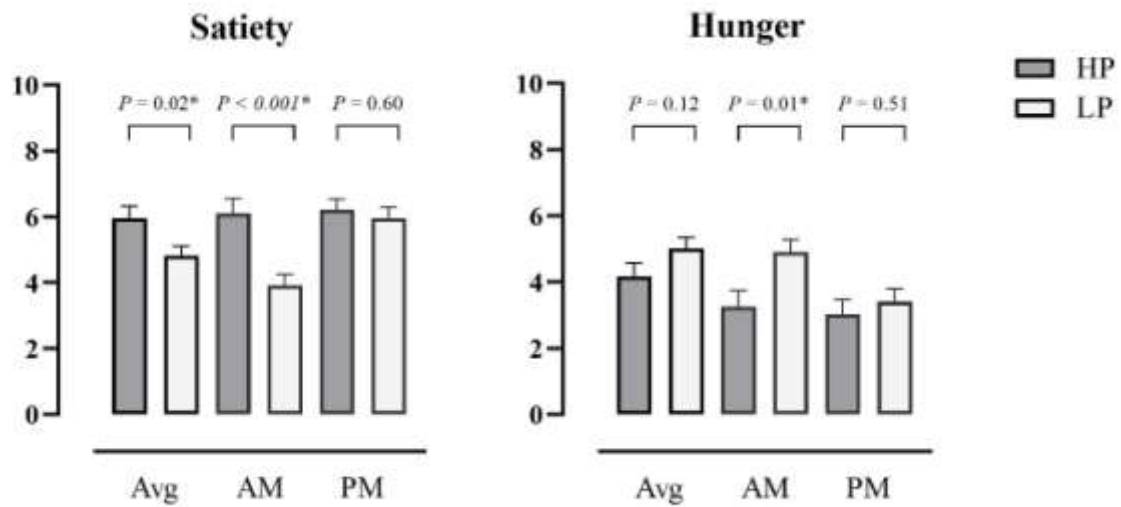 Satiety
Hunger
HP
LP
10
8
6
4
2
0
P = 0.02*
P < 0.001*
P = 0.60
Avg
AM
PM
10
8
6
4
2
0
P = 0.12
P = 0.01*
P = 0.51
Avg
AM
PM